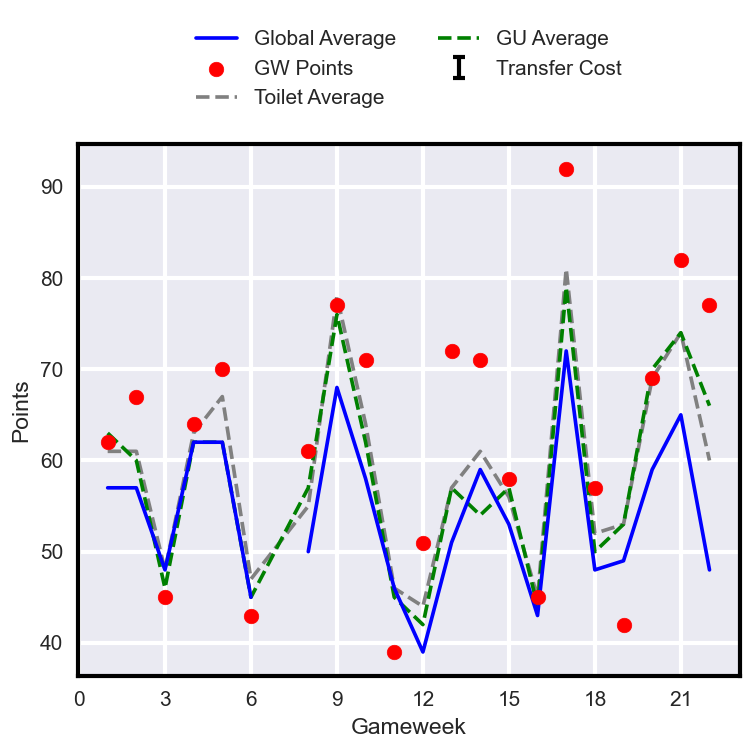 Global Average
GW Points
Toilet Average
GU Average
Transfer Cost
Points
90
80
70
60
50
40
0 3 6 9 12 15 18 21
Gameweek